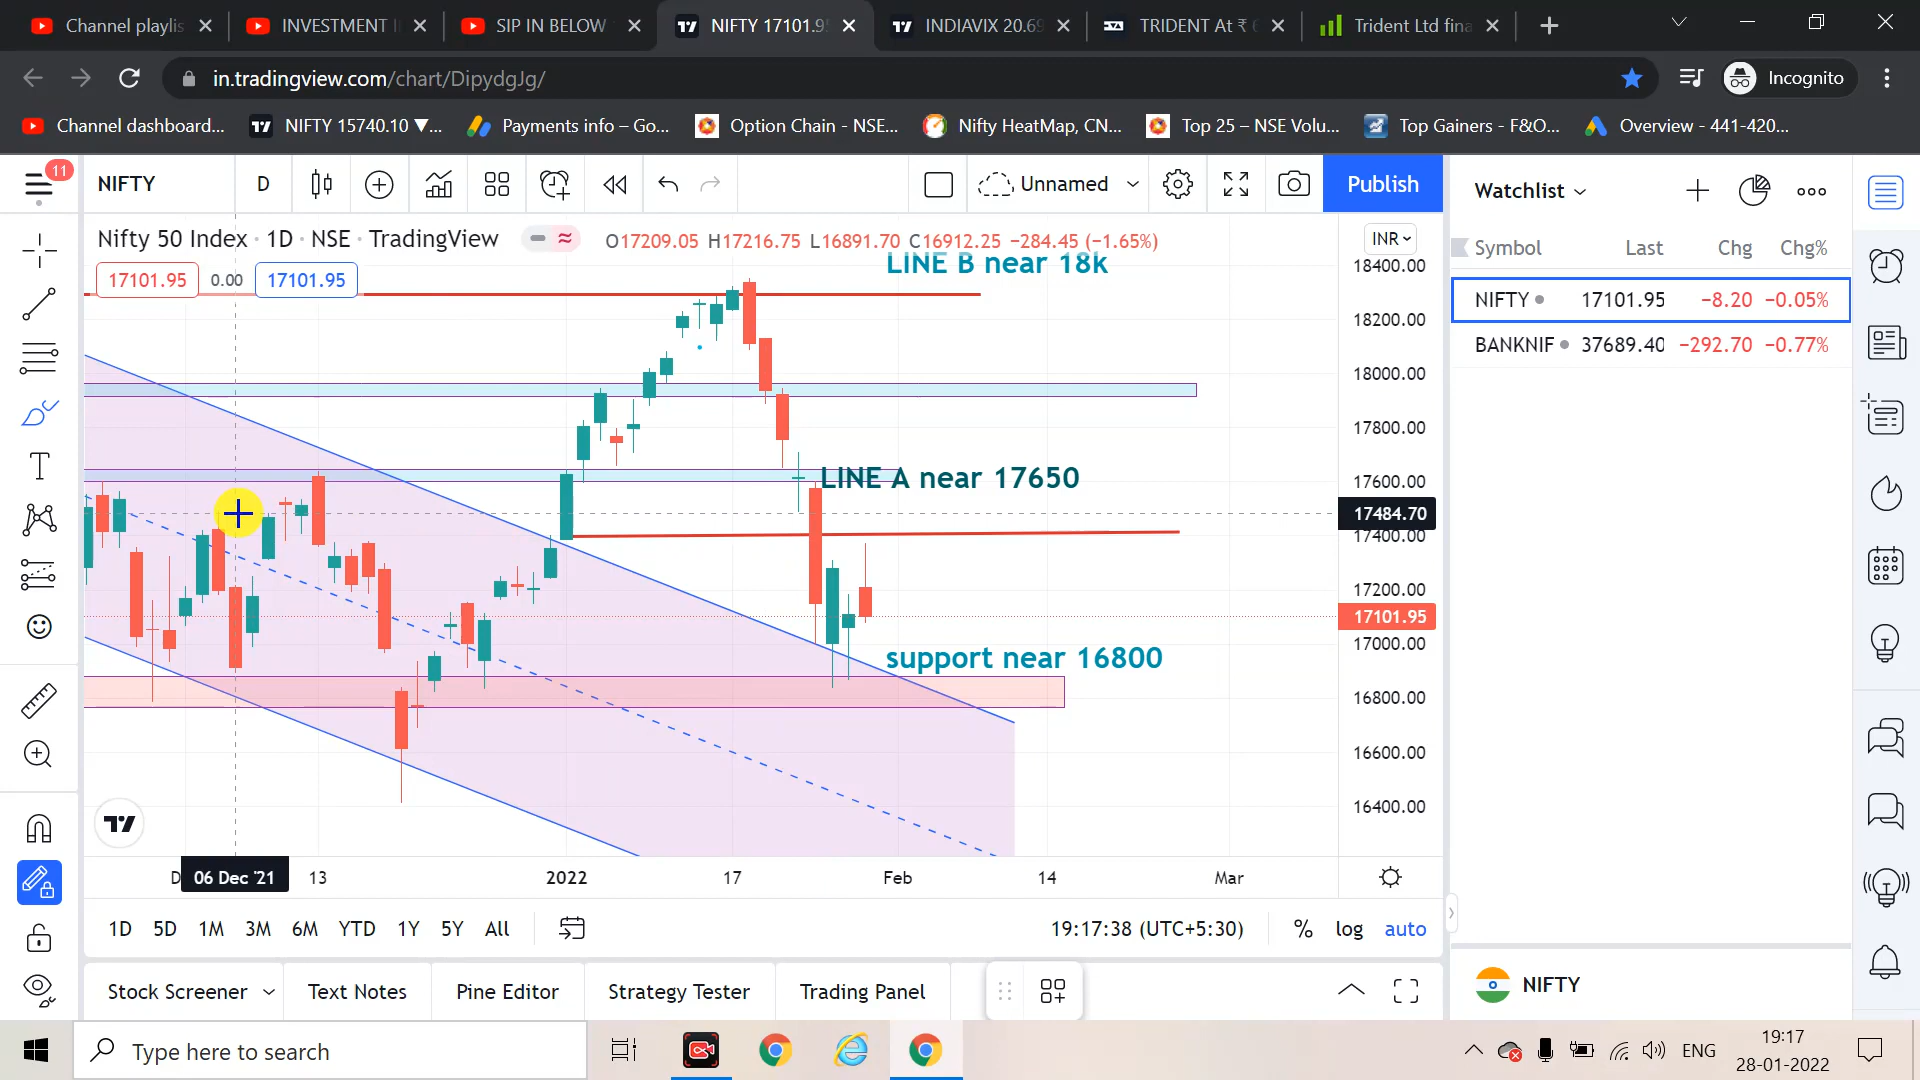 Channel playlis
INVESTMENT I
SIP IN BELOW
NIFTY 17101.9
INDIAVIX 20.69
TRIDENT At ₹ 6
Trident Ltd fina
in.tradingview.com/chart/DipydgJg/
Incognito
Channel dashboard...
NIFTY 15740.10 ▼...
Payments info – Go...
Option Chain - NSE...
Nifty HeatMap, CN...
Top 25 – NSE Volu...
Top Gainers - F&O...
Overview - 441-420...
11
NIFTY
D
Unnamed
Publish
Watchlist
Nifty 50 Index · 1D · NSE · TradingView
O17209.05 H17216.75 L16891.70 C16912.25 −284.45 (−1.65%)
INR
Symbol Last Chg Chg%
17101.95 0.00 17101.95
LINE B near 18k
NIFTY 17101.95 −8.20 −0.05%
BANKNIF 37689.40 −292.70 −0.77%
LINE A near 17650
support near 16800
18400.00
18200.00
18000.00
17800.00
17600.00
17484.70
17400.00
17200.00
17101.95
17000.00
16800.00
16600.00
16400.00
D 06 Dec '21 13 2022 17 Feb 14 Mar
1D 5D 1M 3M 6M YTD 1Y 5Y All
19:17:38 (UTC+5:30) % log auto
Stock Screener Text Notes Pine Editor Strategy Tester Trading Panel
NIFTY
Type here to search
ENG
19:17
28-01-2022